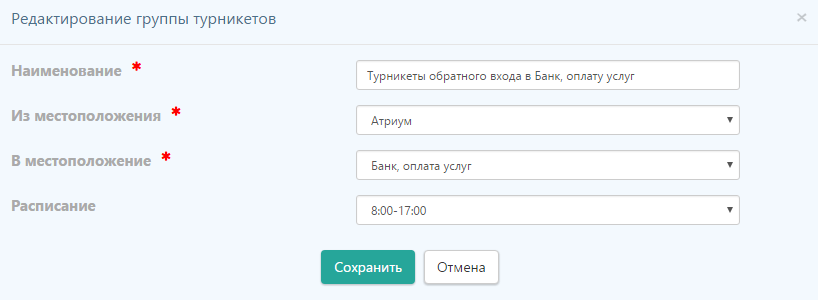 Редактирование группы турникетов ×
Наименование * Турникеты обратного входа в Банк, оплату услуг
Из местоположения * Атриум
В местоположение * Банк, оплата услуг
Расписание 8:00-17:00
Сохранить Отмена